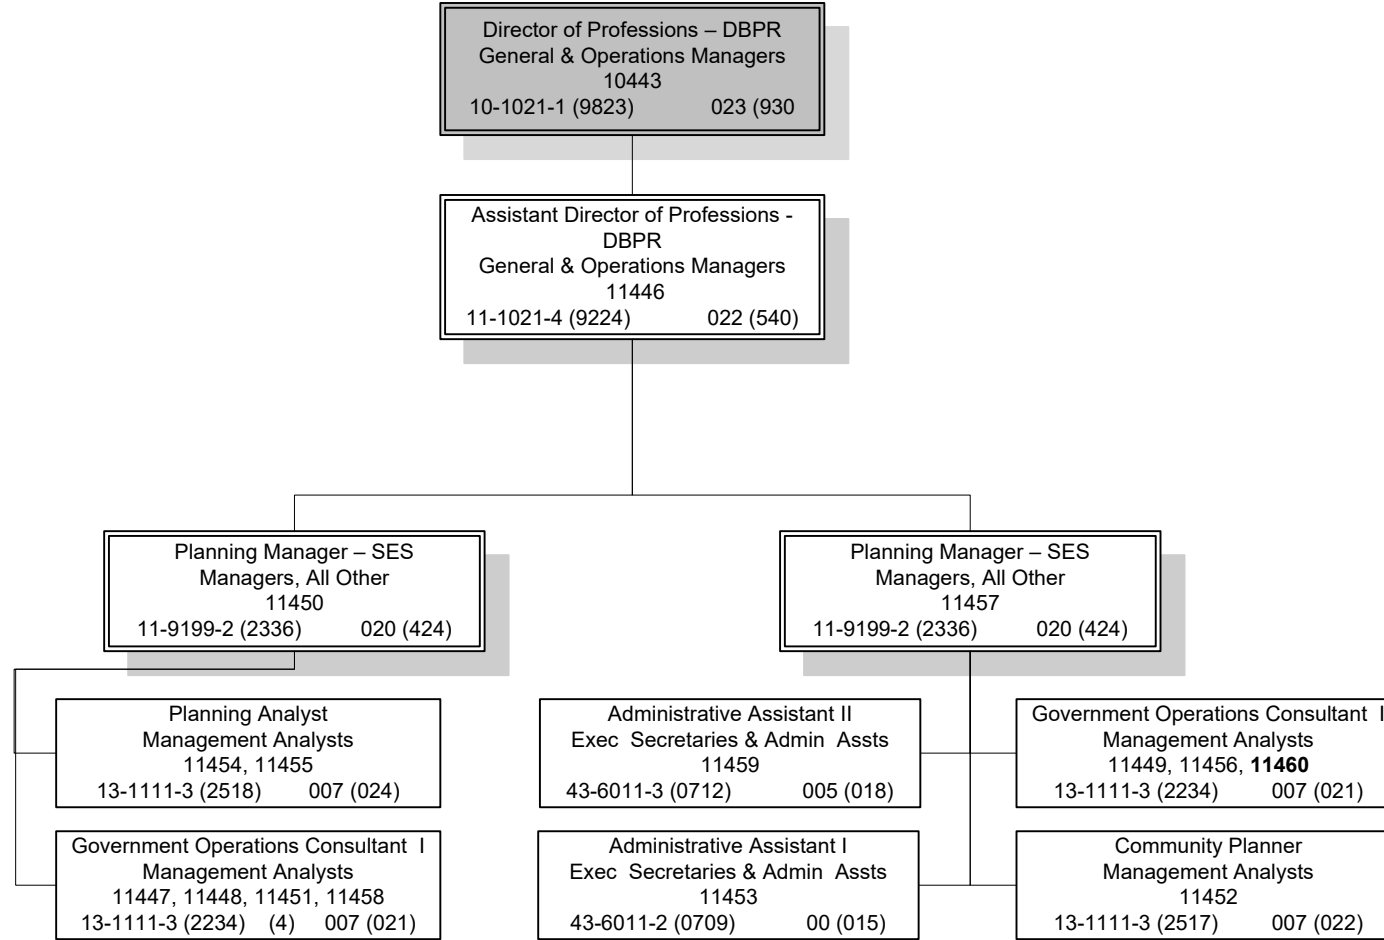 Director of Professions – DBPR
General & Operations Managers
10443
10-1021-1 (9823) 023 (930
Assistant Director of Professions -
DBPR
General & Operations Managers
11446
11-1021-4 (9224) 022 (540)
Planning Manager – SES
Managers, All Other
11450
11-9199-2 (2336) 020 (424)
Planning Manager – SES
Managers, All Other
11457
11-9199-2 (2336) 020 (424)
Planning Analyst
Management Analysts
11454, 11455
13-1111-3 (2518) 007 (024)
Administrative Assistant II
Exec Secretaries & Admin Assts
11459
43-6011-3 (0712) 005 (018)
Government Operations Consultant I
Management Analysts
11449, 11456, 11460
13-1111-3 (2234) 007 (021)
Government Operations Consultant I
Management Analysts
11447, 11448, 11451, 11458
13-1111-3 (2234) (4) 007 (021)
Administrative Assistant I
Exec Secretaries & Admin Assts
11453
43-6011-2 (0709) 00 (015)
Community Planner
Management Analysts
11452
13-1111-3 (2517) 007 (022)